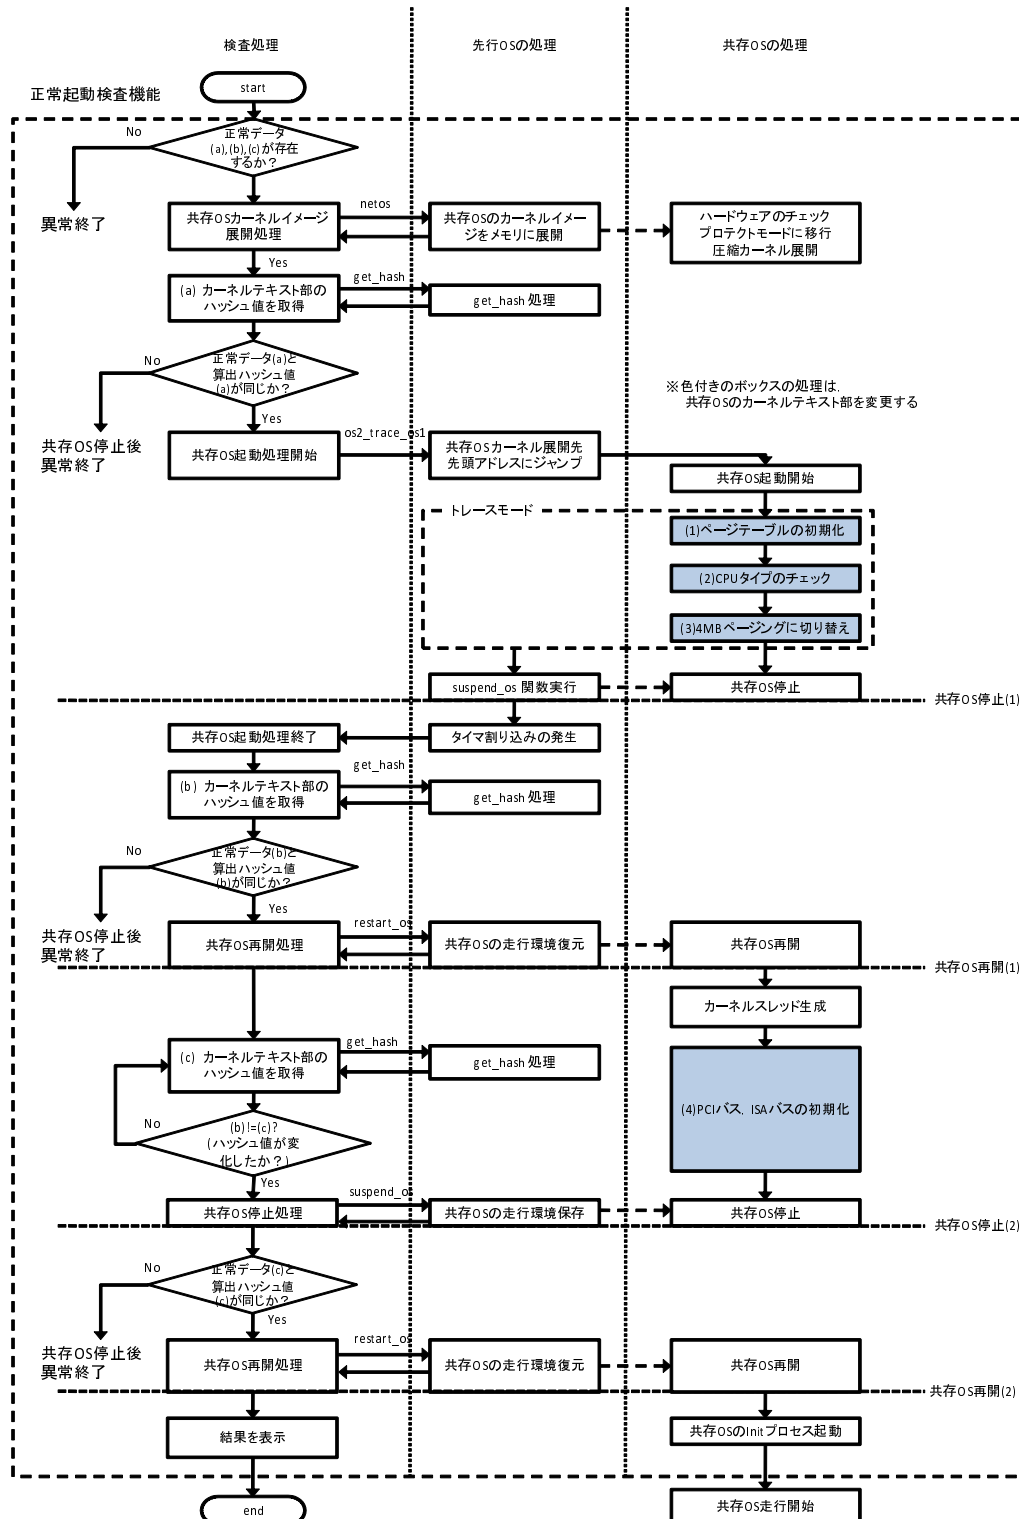 検査処理
先行OSの処理
共存OSの処理
正常起動検査機能
start
No
正常データ
(a),(b),(c)が存在
するか？
異常終了
共存OSカーネルイメージ
展開処理
netos
共存OSのカーネルイメー
ジをメモリに展開
ハードウェアのチェック
プロテクトモードに移行
圧縮カーネル展開
Yes
(a) カーネルテキスト部の
ハッシュ値を取得
get_hash
get_hash 処理
No
正常データ(a)と
算出ハッシュ値
(a)が同じか？
※色付きのボックスの処理は，
共存OSのカーネルテキスト部を変更する
Yes
共存OS停止後
異常終了
共存OS起動処理開始
os2_trace_os1
共存OSカーネル展開先
先頭アドレスにジャンプ
共存OS起動開始
トレースモード
(1)ページテーブルの初期化
(2)CPUタイプのチェック
(3)4MBページングに切り替え
suspend_os 関数実行
共存OS停止
共存OS停止(1)
共存OS起動処理終了
タイマ割り込みの発生
(b) カーネルテキスト部の
ハッシュ値を取得
get_hash
get_hash 処理
No
正常データ(b)と
算出ハッシュ値
(b)が同じか？
Yes
共存OS停止後
異常終了
共存OS再開処理
restart_os
共存OSの走行環境復元
共存OS再開
共存OS再開(1)
カーネルスレッド生成
(c) カーネルテキスト部の
ハッシュ値を取得
get_hash
get_hash 処理
(4)PCIバス，ISAバスの初期化
No
(b)!=(c)?
(ハッシュ値が変
化したか？)
Yes
共存OS停止処理
suspend_os
共存OSの走行環境保存
共存OS停止
共存OS停止(2)
No
正常データ(c)と
算出ハッシュ値
(c)が同じか？
Yes
共存OS停止後
異常終了
共存OS再開処理
restart_os
共存OSの走行環境復元
共存OS再開
共存OS再開(2)
結果を表示
共存OSのInitプロセス起動
end
共存OS走行開始